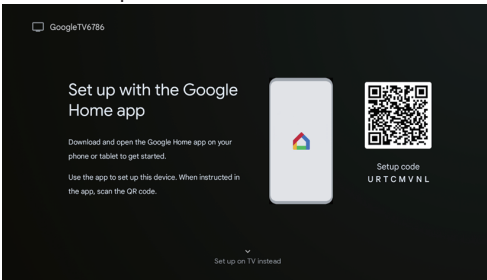 GoogleTV6786
Set up with the Google
Home app
Download and open the Google Home app on your
phone or tablet to get started.
Use the app to set up this device. When instructed in
the app, scan the QR code.
Setup code
URTCMVNL
Set up on TV instead